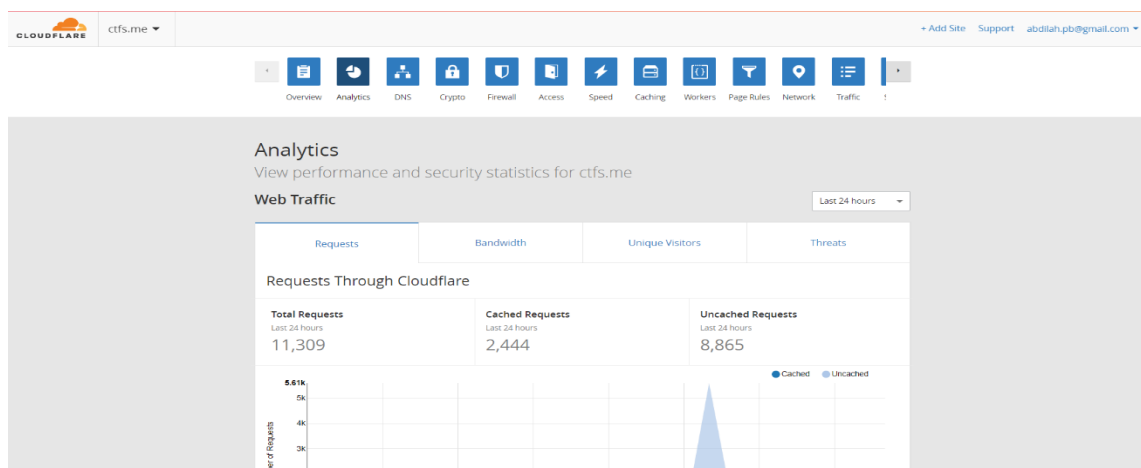 CLOUDFLARE ctfs.me + Add Site Support abdilah.pb@gmail.com
Overview Analytics DNS Crypto Firewall Access Speed Caching Workers Page Rules Network Traffic
Analytics
View performance and security statistics for ctfs.me
Web Traffic Last 24 hours
Requests Bandwidth Unique Visitors Threats
Requests Through Cloudflare
Total Requests Cached Requests Uncached Requests
Last 24 hours Last 24 hours Last 24 hours
11,309 2,444 8,865
Cached Uncached
5.61k
5k
4k
3k
er of Requests